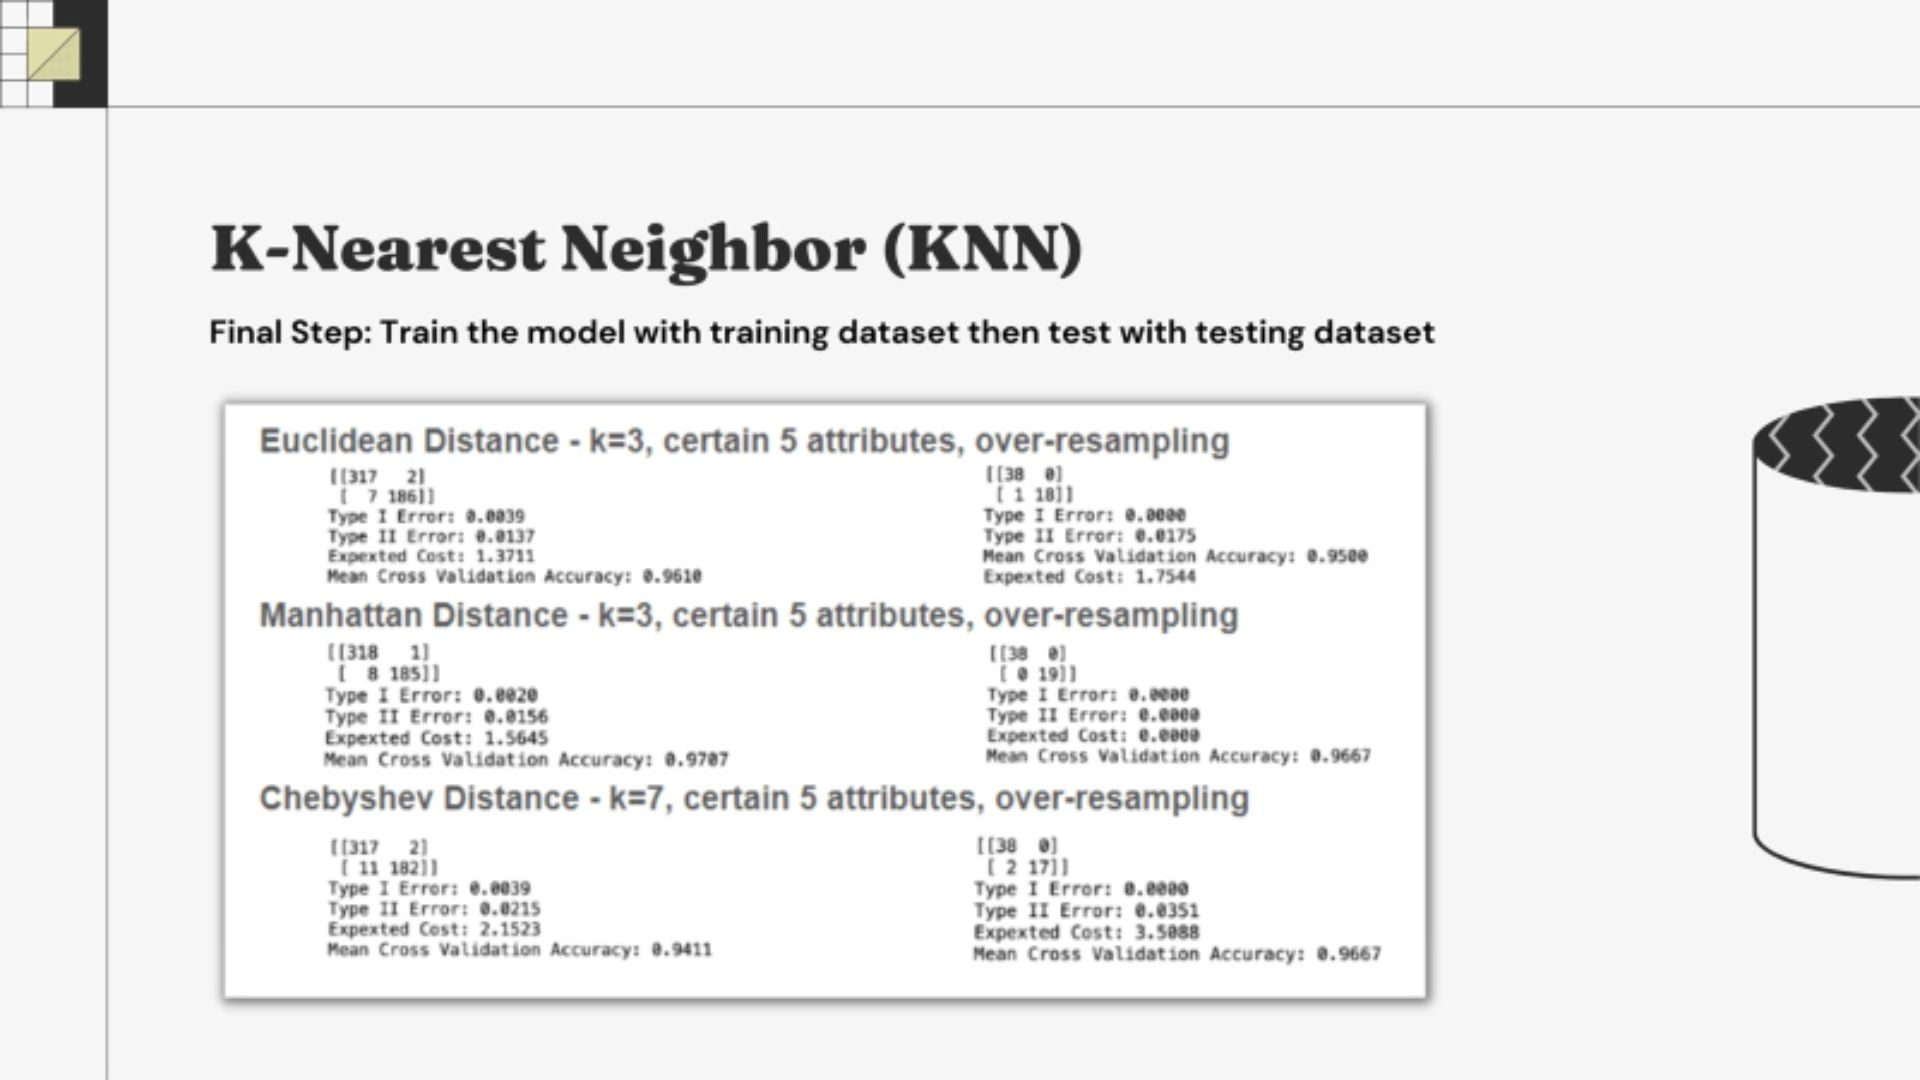 K-Nearest Neighbor (KNN)
Final Step: Train the model with training dataset then test with testing dataset
Euclidean Distance - k=3, certain 5 attributes, over-resampling
[[317   2]
[  7 186]]
Type I Error: 0.0039
Type II Error: 0.0137
Expexted Cost: 1.3711
Mean Cross Validation Accuracy: 0.9610
[[38  0]
[ 1 18]]
Type I Error: 0.0000
Type II Error: 0.0175
Mean Cross Validation Accuracy: 0.9500
Expexted Cost: 1.7544
Manhattan Distance - k=3, certain 5 attributes, over-resampling
[[318   1]
[  8 185]]
Type I Error: 0.0020
Type II Error: 0.0156
Expexted Cost: 1.5645
Mean Cross Validation Accuracy: 0.9707
[[38  0]
[ 0 19]]
Type I Error: 0.0000
Type II Error: 0.0000
Expexted Cost: 0.0000
Mean Cross Validation Accuracy: 0.9667
Chebyshev Distance - k=7, certain 5 attributes, over-resampling
[[317   2]
[ 11 182]]
Type I Error: 0.0039
Type II Error: 0.0215
Expexted Cost: 2.1523
Mean Cross Validation Accuracy: 0.9411
[[38  0]
[ 2 17]]
Type I Error: 0.0000
Type II Error: 0.0351
Expexted Cost: 3.5088
Mean Cross Validation Accuracy: 0.9667